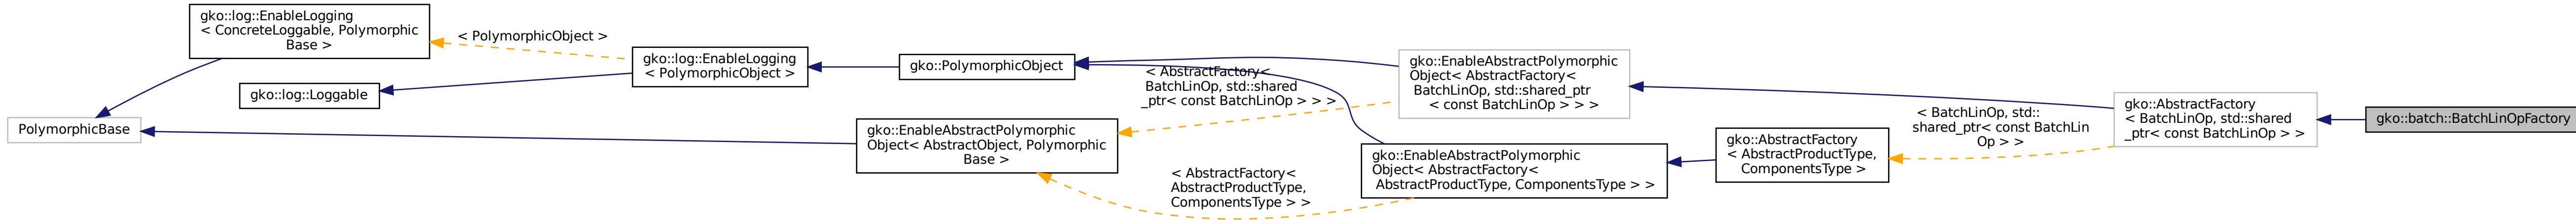 gko::log::EnableLogging
< ConcreteLoggable, Polymorphic
Base >
< PolymorphicObject >
gko::log::EnableLogging
< PolymorphicObject >
gko::log::Loggable
PolymorphicBase
gko::PolymorphicObject
< AbstractFactory<
BatchLinOp, std::shared
_ptr< const BatchLinOp > > >
gko::EnableAbstractPolymorphic
Object< AbstractFactory<
BatchLinOp, std::shared_ptr
< const BatchLinOp > > >
gko::EnableAbstractPolymorphic
Object< AbstractObject, Polymorphic
Base >
< AbstractFactory<
AbstractProductType,
ComponentsType > >
gko::EnableAbstractPolymorphic
Object< AbstractFactory<
AbstractProductType, ComponentsType > >
gko::AbstractFactory
< AbstractProductType,
ComponentsType >
< BatchLinOp, std::
shared_ptr< const BatchLin
Op > >
gko::AbstractFactory
< BatchLinOp, std::shared
_ptr< const BatchLinOp > >
gko::batch::BatchLinOpFactory